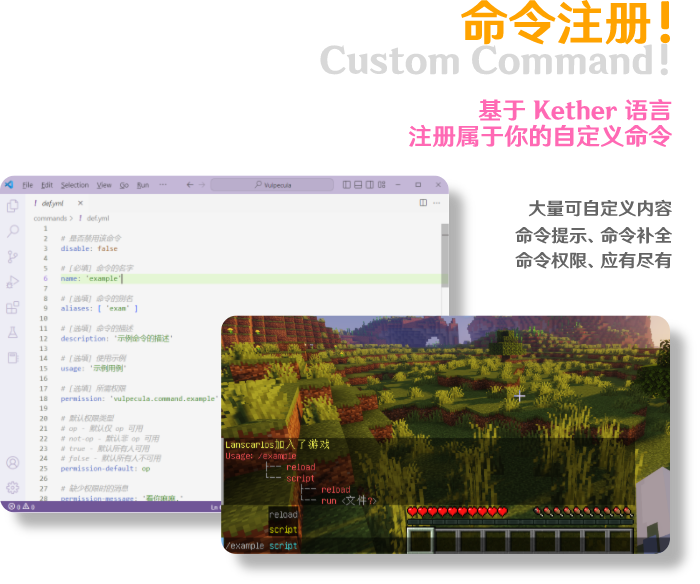 命令注册！
Custom Command!
基于 Kether 语言
注册属于你的自定义命令
大量可自定义内容
命令提示、命令补全
命令权限、应有尽有
File Edit Selection View Go Run ··· Vulpecula
! def.yml
commands > ! def.yml
1
2 # 是否禁用该命令
3 disable: false
4
5 # [必填] 命令的名字
6 name: 'example'
7
8 # [选填] 命令的别名
9 aliases: [ 'exam' ]
10
11 # [选填] 命令的描述
12 description: '示例命令的描述'
13
14 # [选填] 使用示例
15 usage: '示例用例'
16
17 # [选填] 所需权限
18 permission: 'vulpecula.command.example'
19
20 # 默认权限类型
21 # op - 默认仅 op 可用
22 # not-op - 默认非 op 可用
23 # true - 默认所有人可用
24 # false - 默认所有人不可用
25 permission-default: op
26
27 # 缺少权限时的消息
28 permission-message:
0 0
Lanscarlos加入了游戏
Usage: /example
├── reload
└── script
├── reload
└── run <文件?>
reload
script
/example script